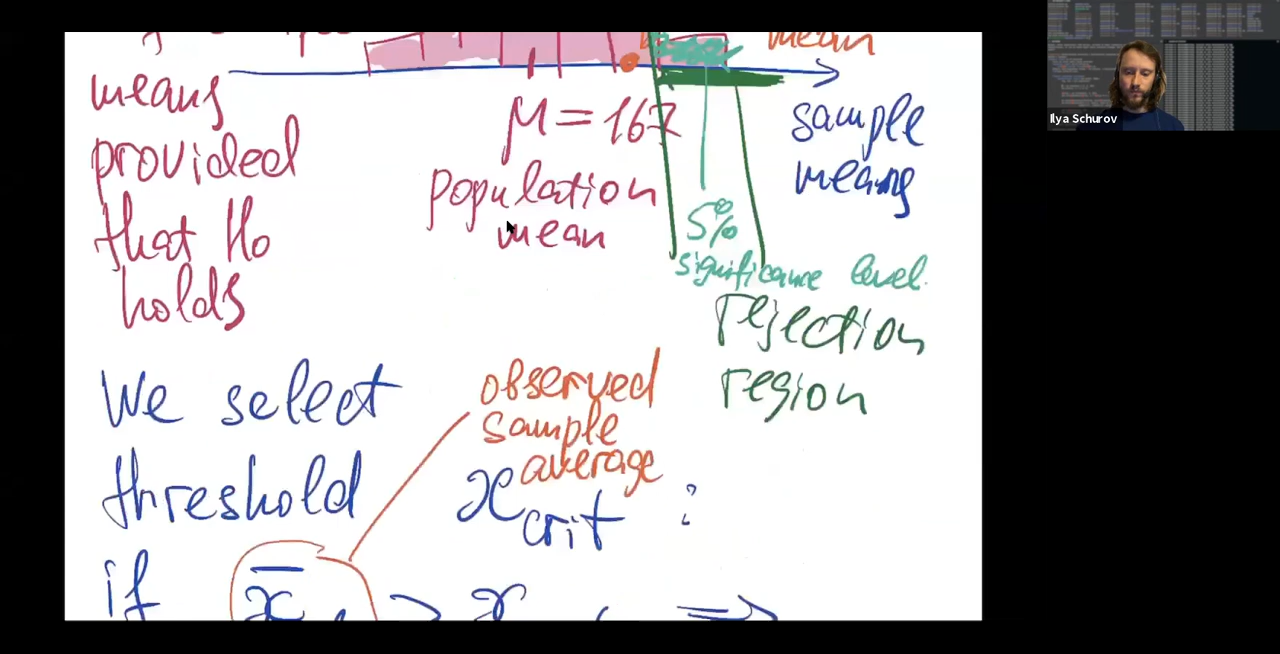 mean
means
provided
that H₀
holds
μ = 167
population
mean
sample
means
5%
significance level.
rejection
region
We select
threshold
observed
sample
average
x crit :
if x̄ > x ⇒
Ilya Schurov